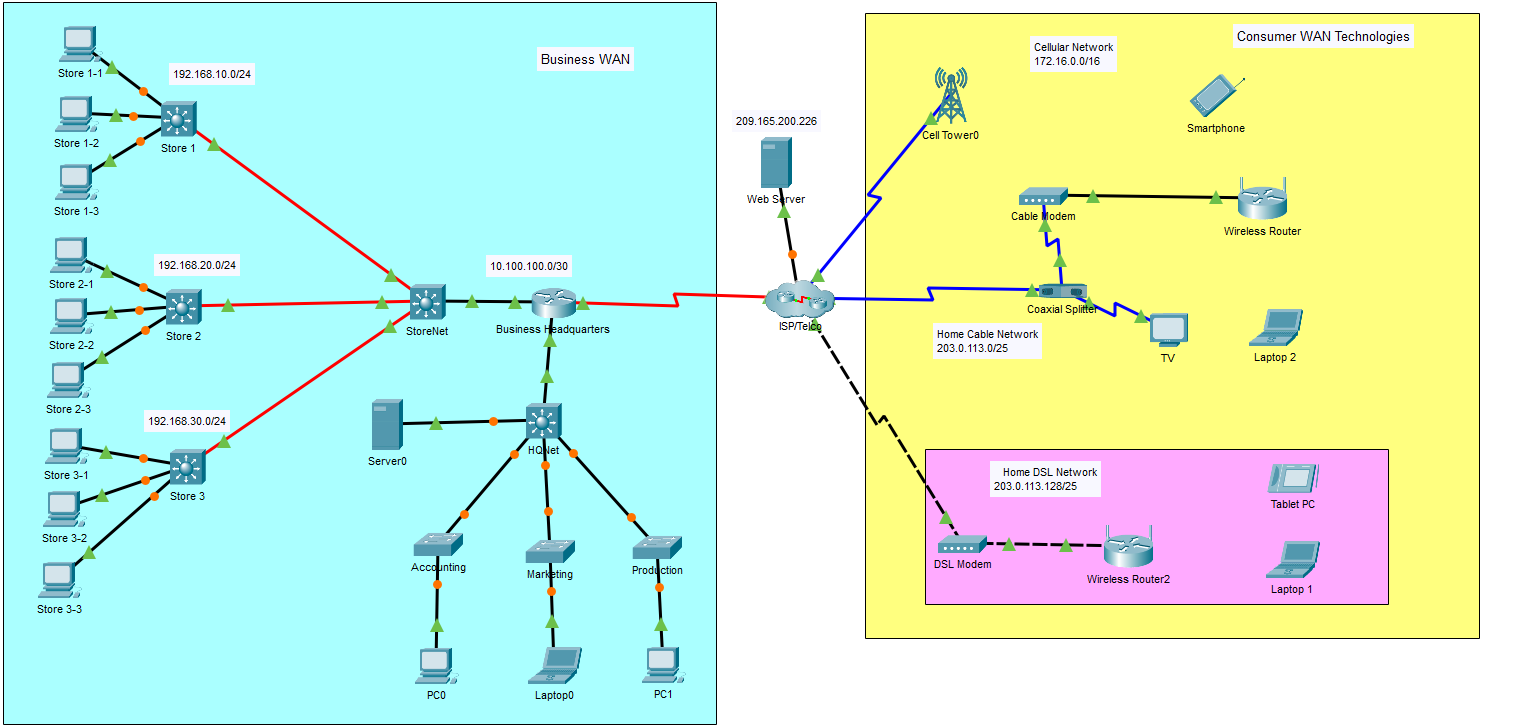 Business WAN
Store 1-1
192.168.10.0/24
Store 1-2
Store 1
Store 1-3
192.168.20.0/24
Store 2-1
Store 2-2
Store 2
Store 2-3
192.168.30.0/24
Store 3-1
Store 3
Store 3-2
Store 3-3
StoreNet
10.100.100.0/30
Business Headquarters
Server0
HQNet
Accounting
Marketing
Production
PC0
Laptop0
PC1
209.165.200.226
Web Server
ISP/Telco
Consumer WAN Technologies
Cellular Network
172.16.0.0/16
Cell Tower0
Smartphone
Cable Modem
Wireless Router
Coaxial Splitter
Home Cable Network
203.0.113.0/25
TV
Laptop 2
Home DSL Network
203.0.113.128/25
Tablet PC
DSL Modem
Wireless Router2
Laptop 1